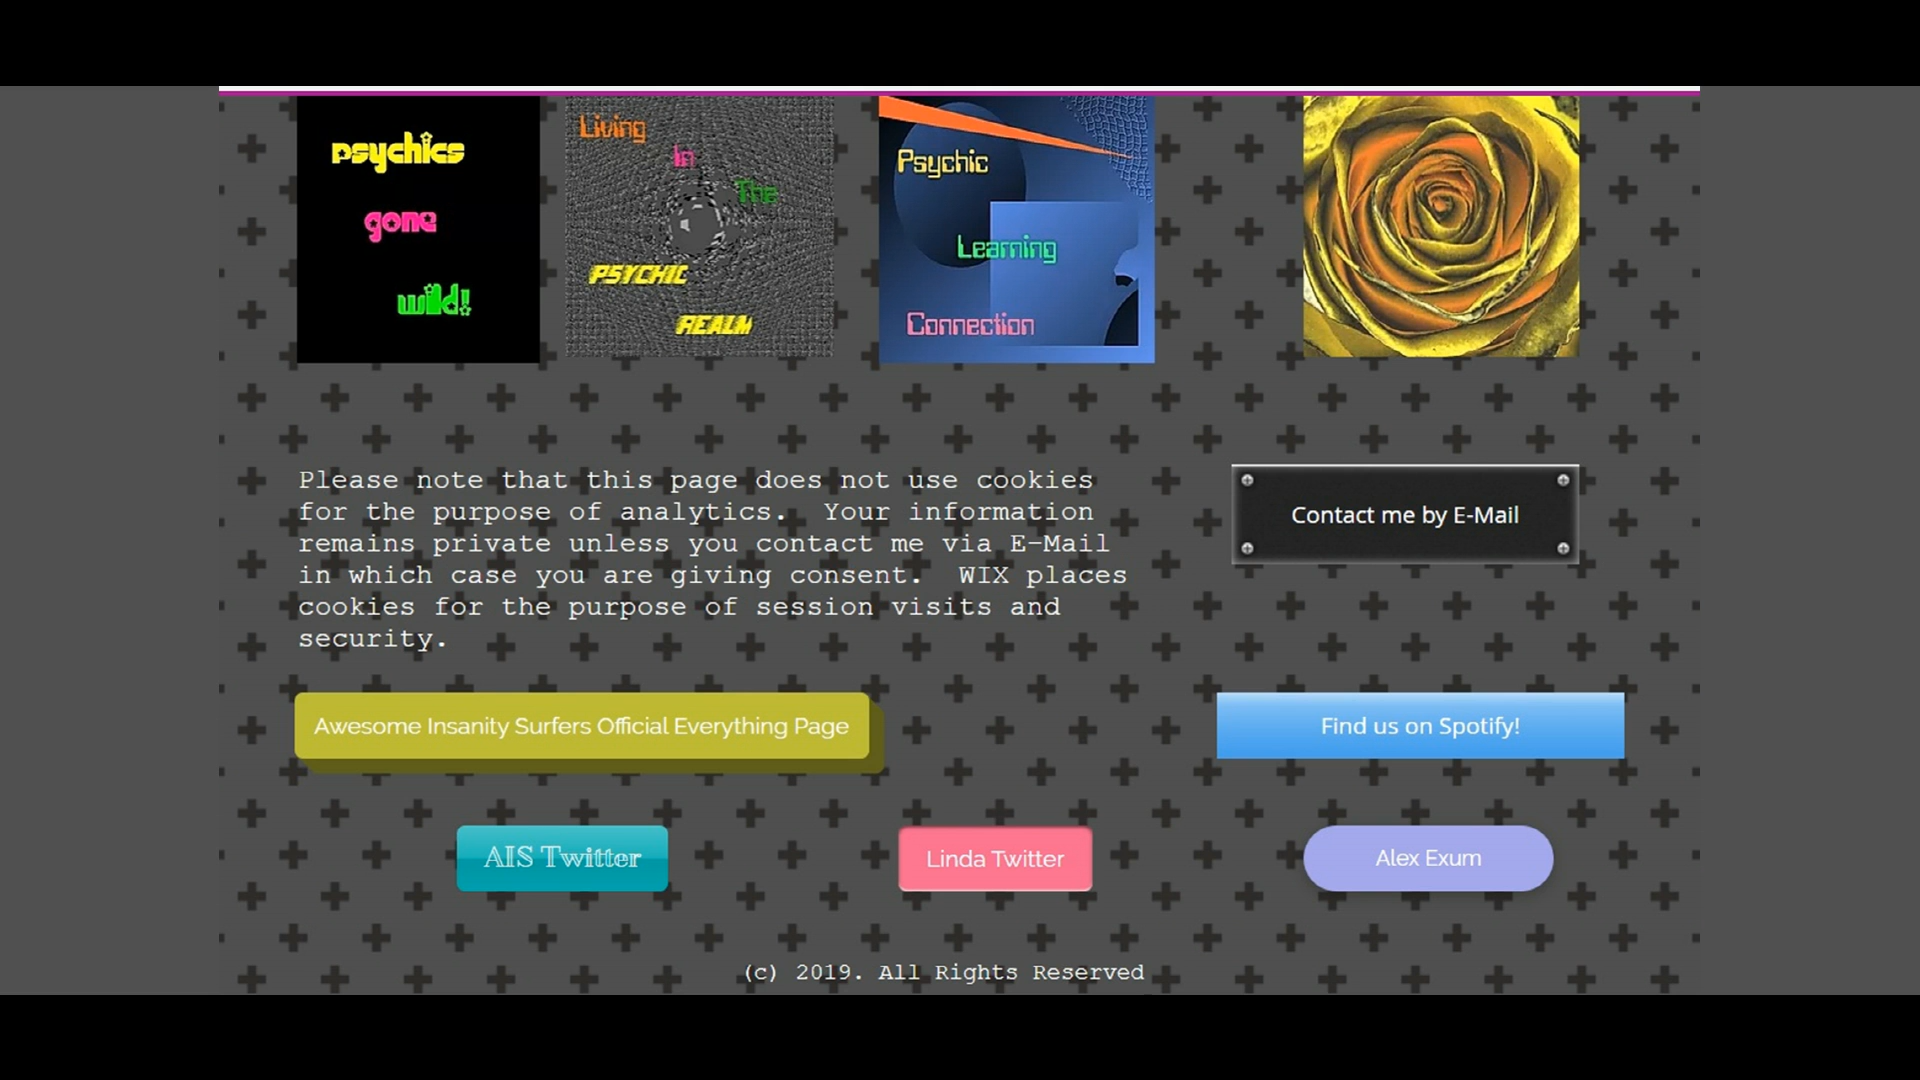 psychics
gone
wild!
Living
In
The
PSYCHIC
REALM
Psychic
Learning
Connection
Please note that this page does not use cookies
for the purpose of analytics.  Your information
remains private unless you contact me via E-Mail
in which case you are giving consent.  WIX places
cookies for the purpose of session visits and
security.
Contact me by E-Mail
Awesome Insanity Surfers Official Everything Page
Find us on Spotify!
AIS Twitter
Linda Twitter
Alex Exum
(c) 2019. All Rights Reserved